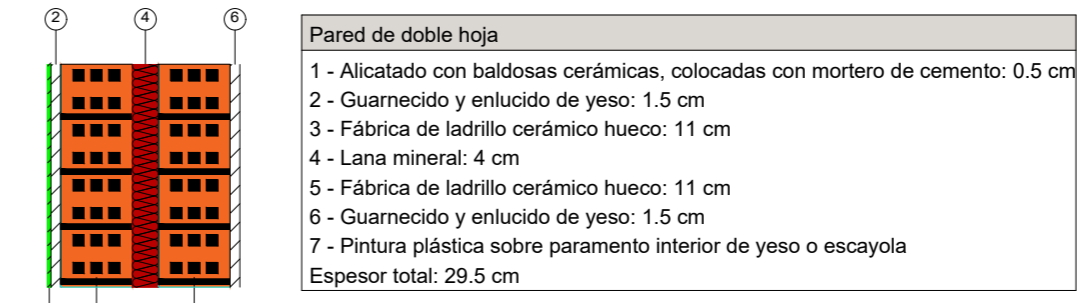 2
4
6
Pared de doble hoja
1 - Alicatado con baldosas cerámicas, colocadas con mortero de cemento: 0.5 cm
2 - Guarnecido y enlucido de yeso: 1.5 cm
3 - Fábrica de ladrillo cerámico hueco: 11 cm
4 - Lana mineral: 4 cm
5 - Fábrica de ladrillo cerámico hueco: 11 cm
6 - Guarnecido y enlucido de yeso: 1.5 cm
7 - Pintura plástica sobre paramento interior de yeso o escayola
Espesor total: 29.5 cm